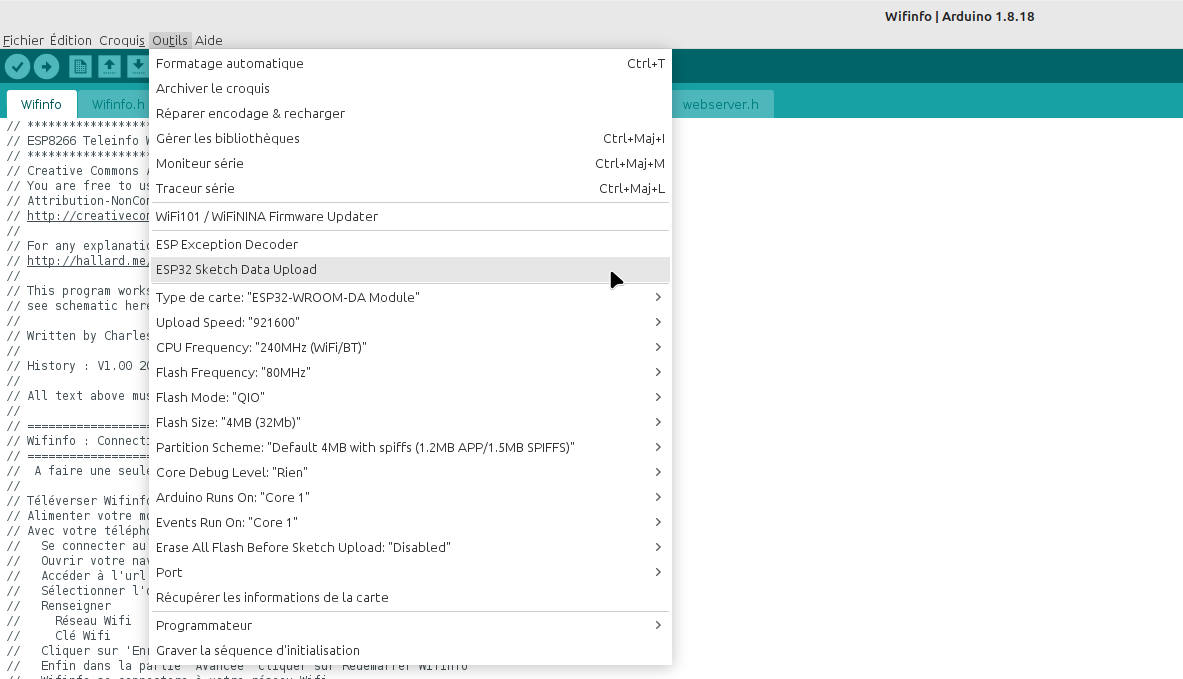 Wifinfo | Arduino 1.8.18
Fichier Édition Croquis Outils Aide
Wifinfo Wifinfo.h webserver.h
Formatage automatique Ctrl+T
Archiver le croquis
Réparer encodage & recharger
Gérer les bibliothèques Ctrl+Maj+I
Moniteur série Ctrl+Maj+M
Traceur série Ctrl+Maj+L
WiFi101 / WiFiNINA Firmware Updater
ESP Exception Decoder
ESP32 Sketch Data Upload
Type de carte: "ESP32-WROOM-DA Module"
Upload Speed: "921600"
CPU Frequency: "240MHz (WiFi/BT)"
Flash Frequency: "80MHz"
Flash Mode: "QIO"
Flash Size: "4MB (32Mb)"
Partition Scheme: "Default 4MB with spiffs (1.2MB APP/1.5MB SPIFFS)"
Core Debug Level: "Rien"
Arduino Runs On: "Core 1"
Events Run On: "Core 1"
Erase All Flash Before Sketch Upload: "Disabled"
Port
Récupérer les informations de la carte
Programmateur
Graver la séquence d'initialisation
// ******************
// ESP8266 Teleinfo
// ******************
// Creative Commons
// You are free to us
// Attribution-NonCon
// http://creativecon
//
// For any explanatio
// http://hallard.me/
//
// This program works
// see schematic here
//
// Written by Charles
//
// History : V1.00 20
//
// All text above mus
//
// ==================
// Wifinfo : Connecti
// ==================
//  A faire une seule
//
// Téléverser Wifinfo
// Alimenter votre mo
// Avec votre télépho
//   Se connecter au
//   Ouvrir votre nav
//   Accéder à l'url
//   Sélectionner l'o
//   Renseigner
//     Réseau Wifi
//     Clé Wifi
//   Cliquer sur 'Enr
//   Enfin dans la partie 'Avancée' Cliquer sur Redémarrer Wifinfo